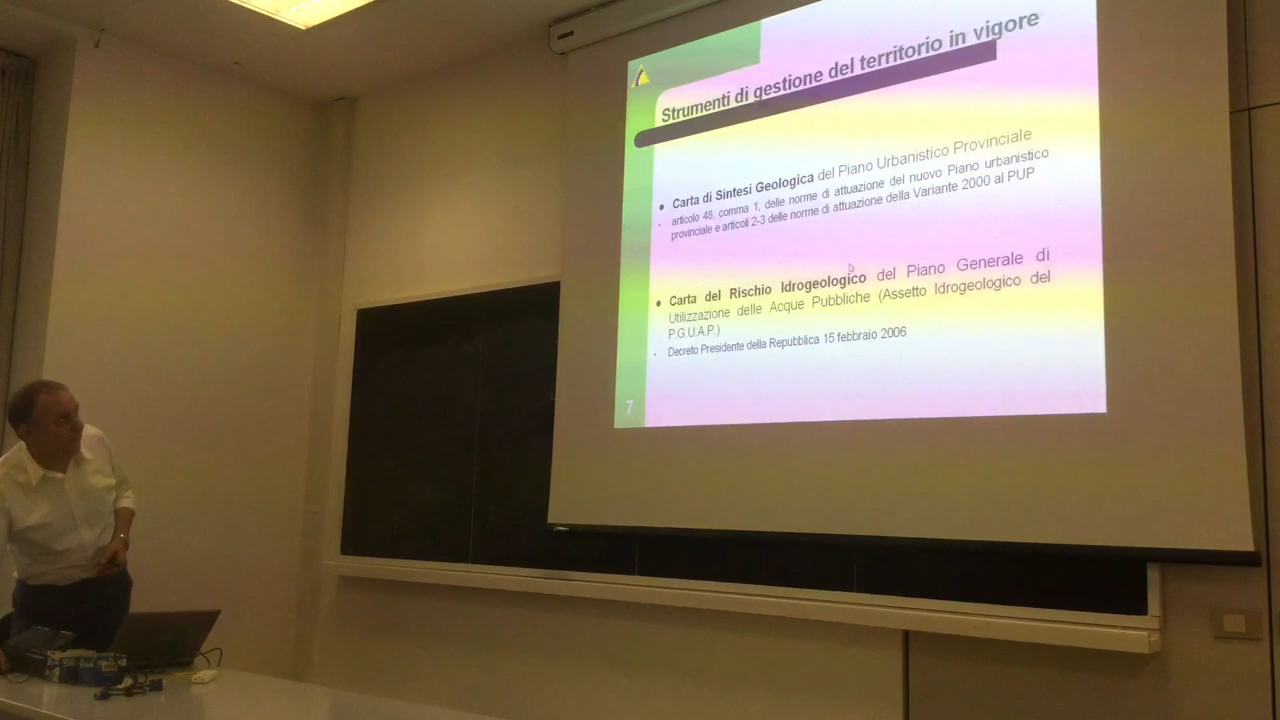 Strumenti di gestione del territorio in vigore
● Carta di Sintesi Geologica del Piano Urbanistico Provinciale
· articolo 48, comma 1, delle norme di attuazione del nuovo Piano urbanistico
provinciale e articoli 2-3 delle norme di attuazione della Variante 2000 al PUP
● Carta del Rischio Idrogeologico del Piano Generale di
Utilizzazione delle Acque Pubbliche (Assetto Idrogeologico del
P.G.U.A.P.)
· Decreto Presidente della Repubblica 15 febbraio 2006
7